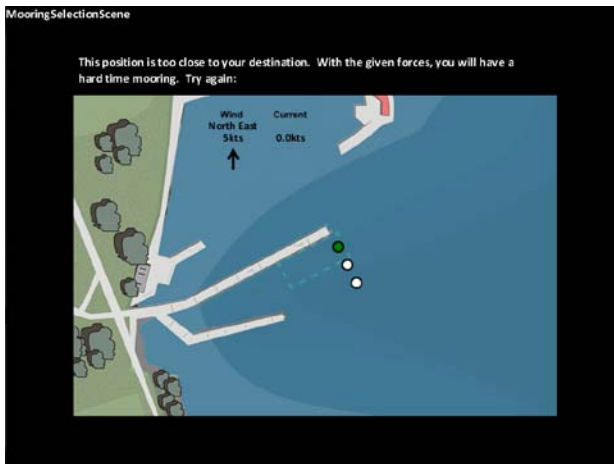 MooringSelectionScene
This position is too close to your destination.  With the given forces, you will have a
hard time mooring.  Try again:
Wind Current
North East
5kts 0.0kts